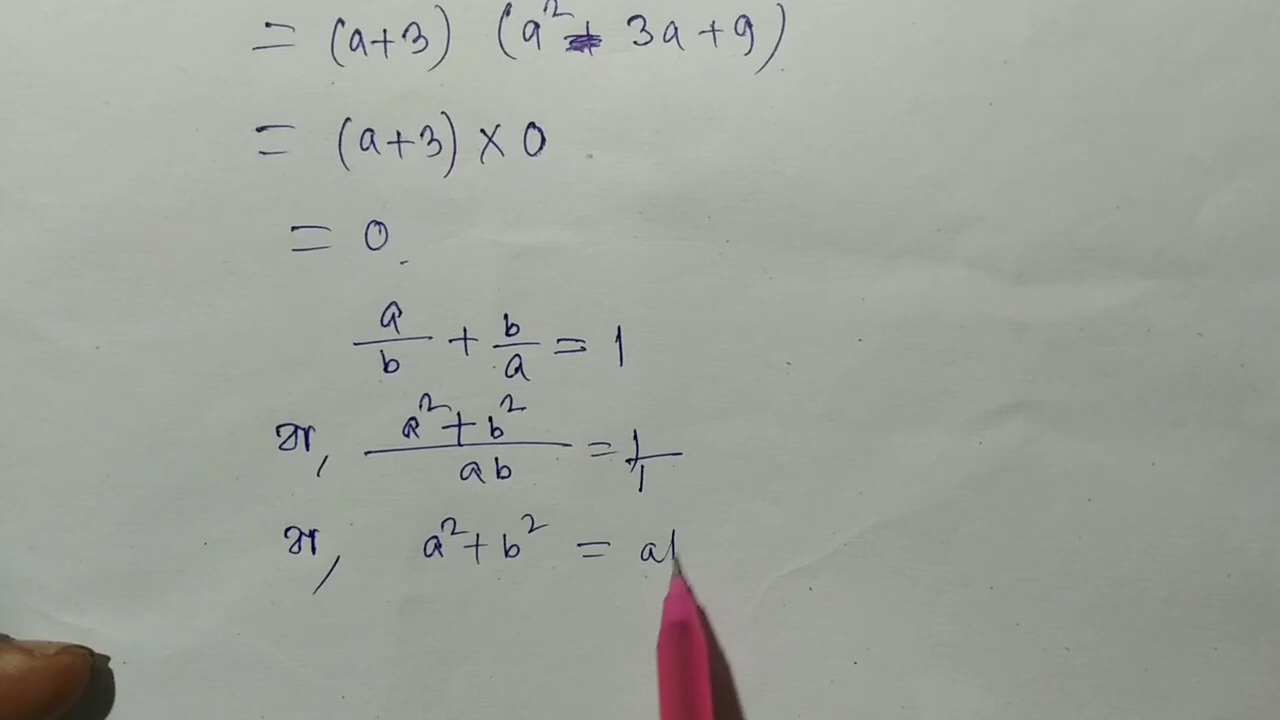 = (a+3) (a² - 3a + 9)
= (a+3) × 0
= 0.
a/b + b/a = 1
বা, a² + b² / ab = 1/1
বা, a² + b² = ab